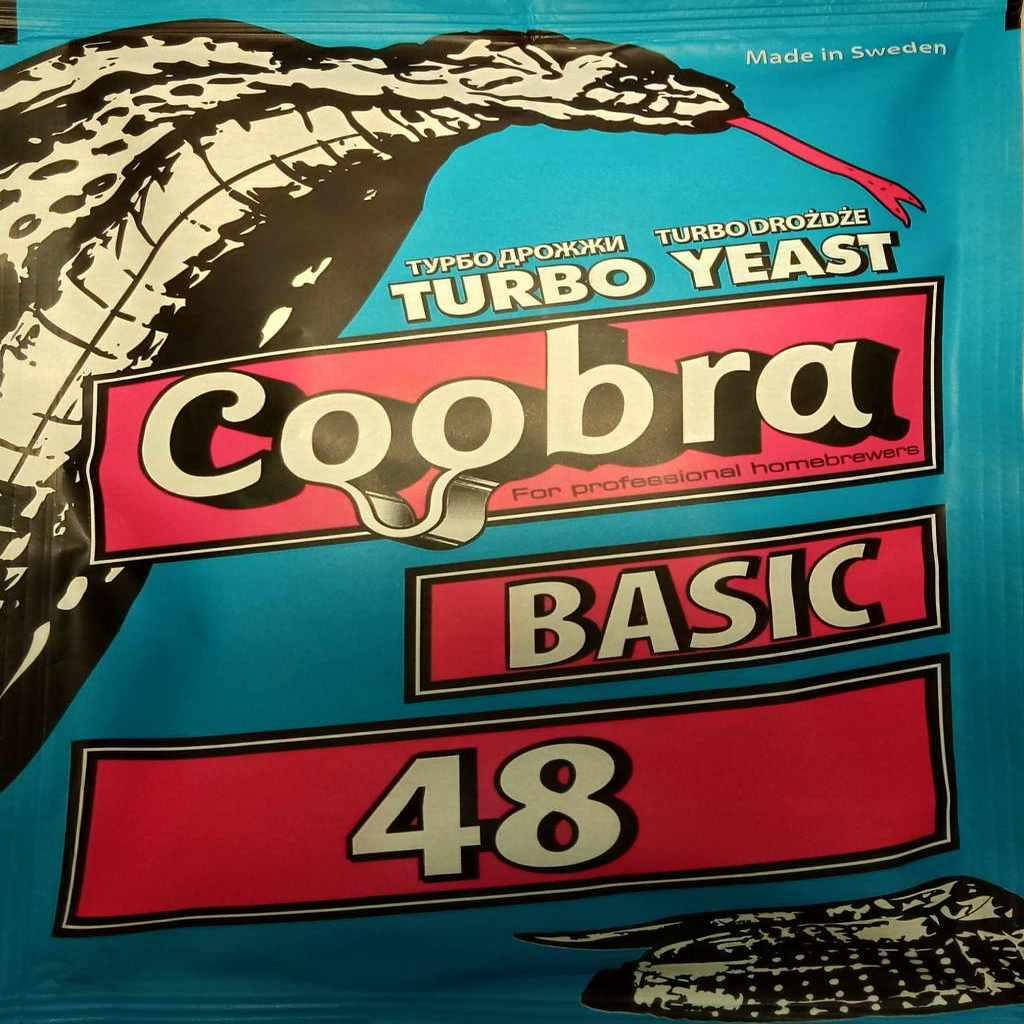 Made in Sweden
ТУРБО ДРОЖЖИ TURBO DROŻDŻE
TURBO YEAST
Coobra
For professional homebrewers
BASIC
48